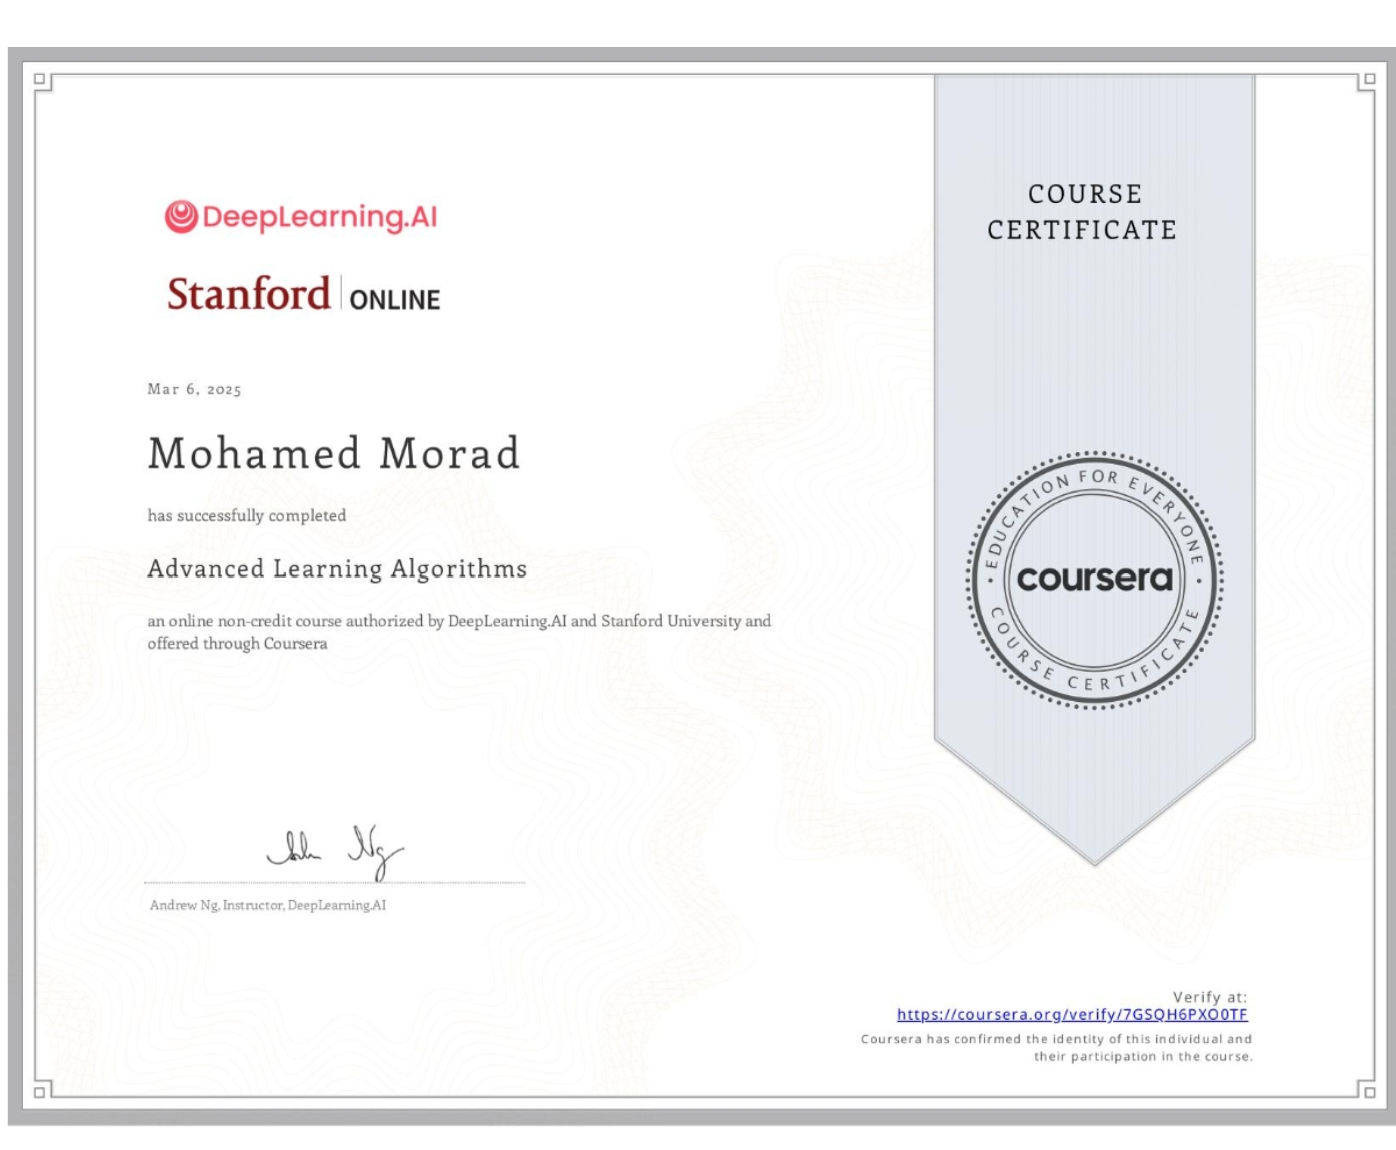 DeepLearning.AI
Stanford | ONLINE
Mar 6, 2025
Mohamed Morad
has successfully completed
Advanced Learning Algorithms
an online non-credit course authorized by DeepLearning.AI and Stanford University and
offered through Coursera
Andrew Ng, Instructor, DeepLearning.AI
COURSE
CERTIFICATE
EDUCATION FOR EVERYONE
coursera
COURSE CERTIFICATE
Verify at:
https://coursera.org/verify/7GSQH6PXO0TF
Coursera has confirmed the identity of this individual and
their participation in the course.